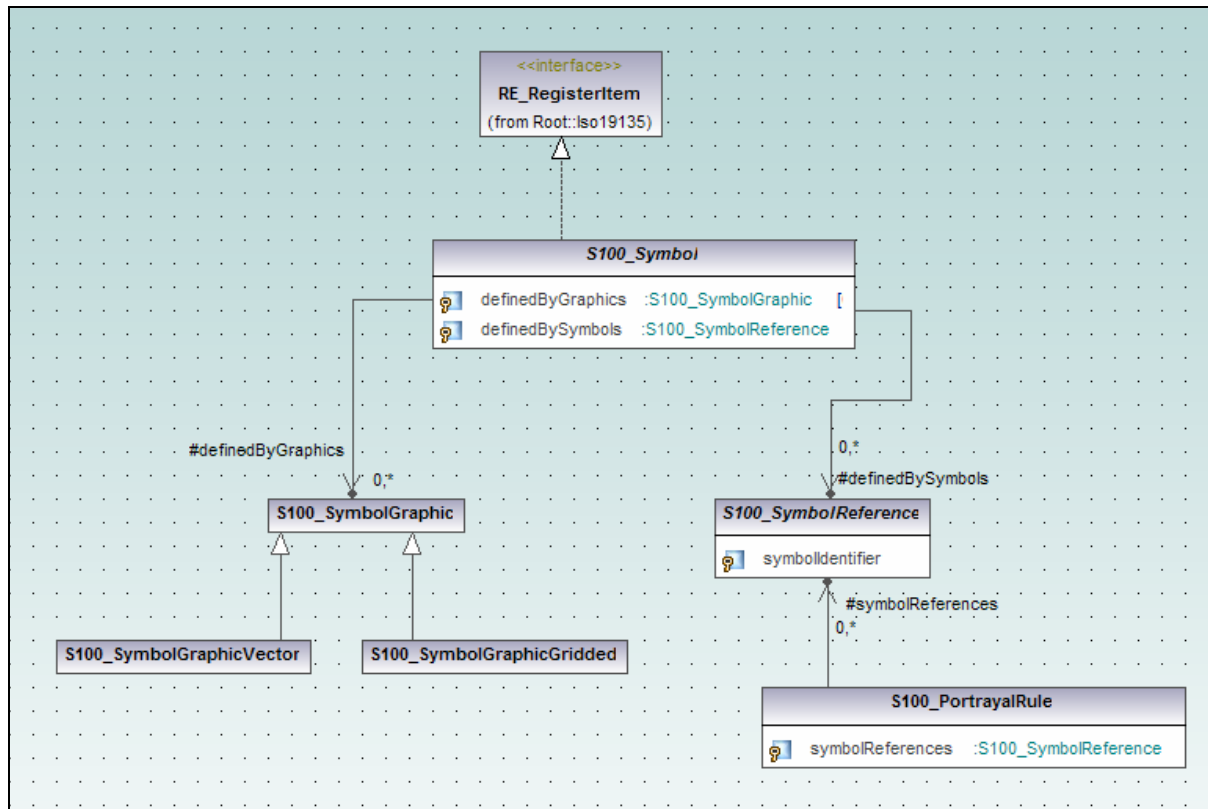 <<interface>>
RE_RegisterItem
(from Root::Iso19135)
S100_Symbol
definedByGraphics :S100_SymbolGraphic [
definedBySymbols :S100_SymbolReference
#definedByGraphics
0,*
0,*
#definedBySymbols
S100_SymbolGraphic
S100_SymbolReference
symbolIdentifier
#symbolReferences
0,*
S100_SymbolGraphicVector
S100_SymbolGraphicGridded
S100_PortrayalRule
symbolReferences :S100_SymbolReference